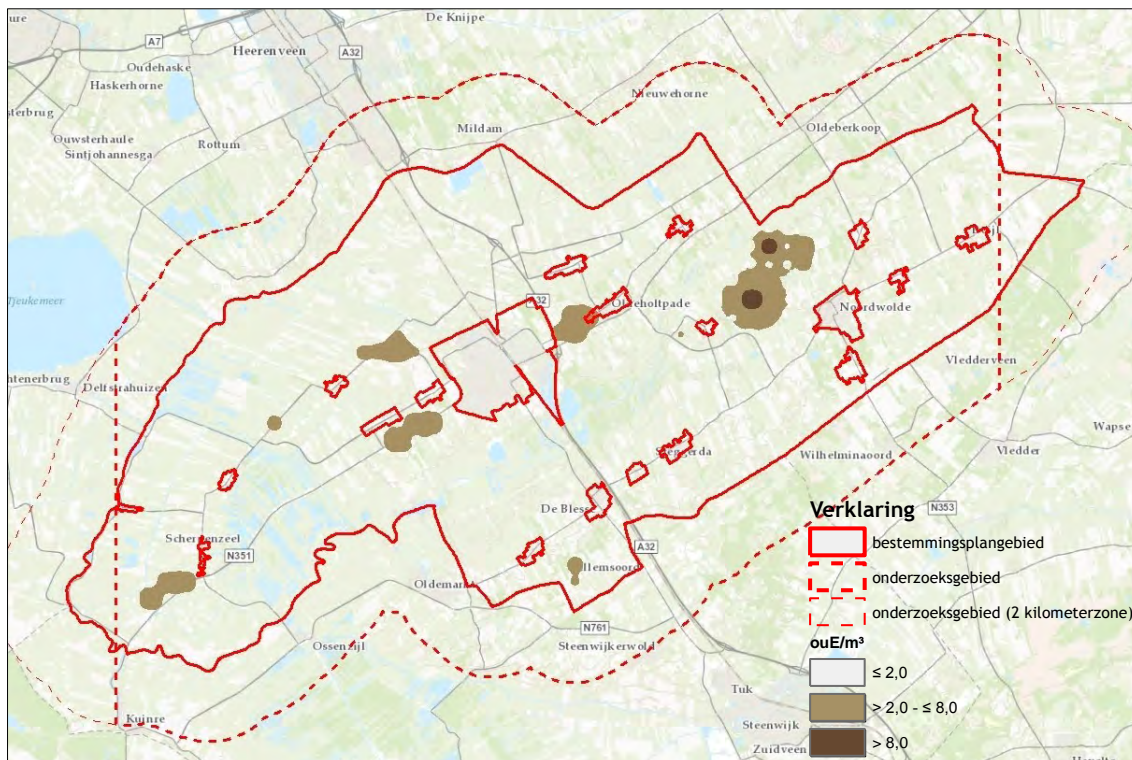 De Knijpe
A7
Heerenveen
A32
Oudehaske
Haskerhorne
Nieuwehorne
Mildam
Oldeberkoop
Ouwsterhaule
Sintjohannesga
Rottum
Tjeukemeer
A32
Noordwolde
Delfstrahuizen
Vledderveen
Wapse
Vledder
Wilhelminaoord
Steggerda
N353
De Blesse
Scherpenzeel
N351
A32
Oldemarkt
N761
Ossenzijl
Steenwijkerwold
Tuk
Kuinre
Steenwijk
Zuidveen
Verklaring
bestemmingsplangebied
onderzoeksgebied
onderzoeksgebied (2 kilometerzone)
ouE/m³
≤ 2,0
> 2,0 - ≤ 8,0
> 8,0